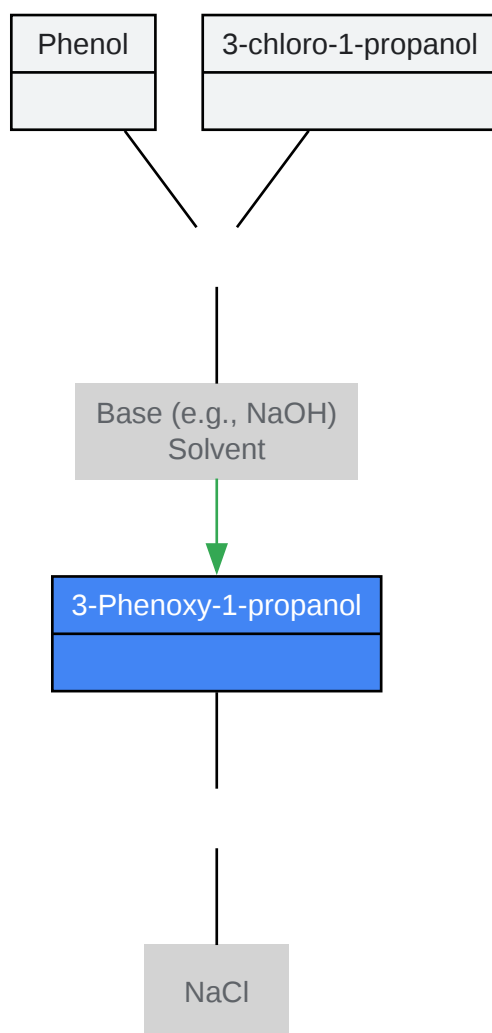 Phenol
3-chloro-1-propanol
Base (e.g., NaOH)
Solvent
3-Phenoxy-1-propanol
NaCl